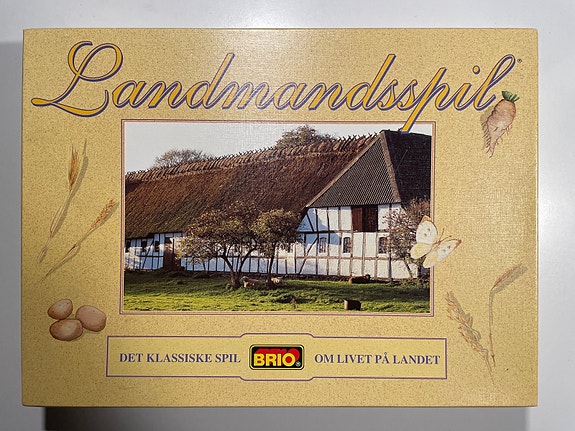 Landmandsspil®
DET KLASSISKE SPIL BRIO® OM LIVET PÅ LANDET